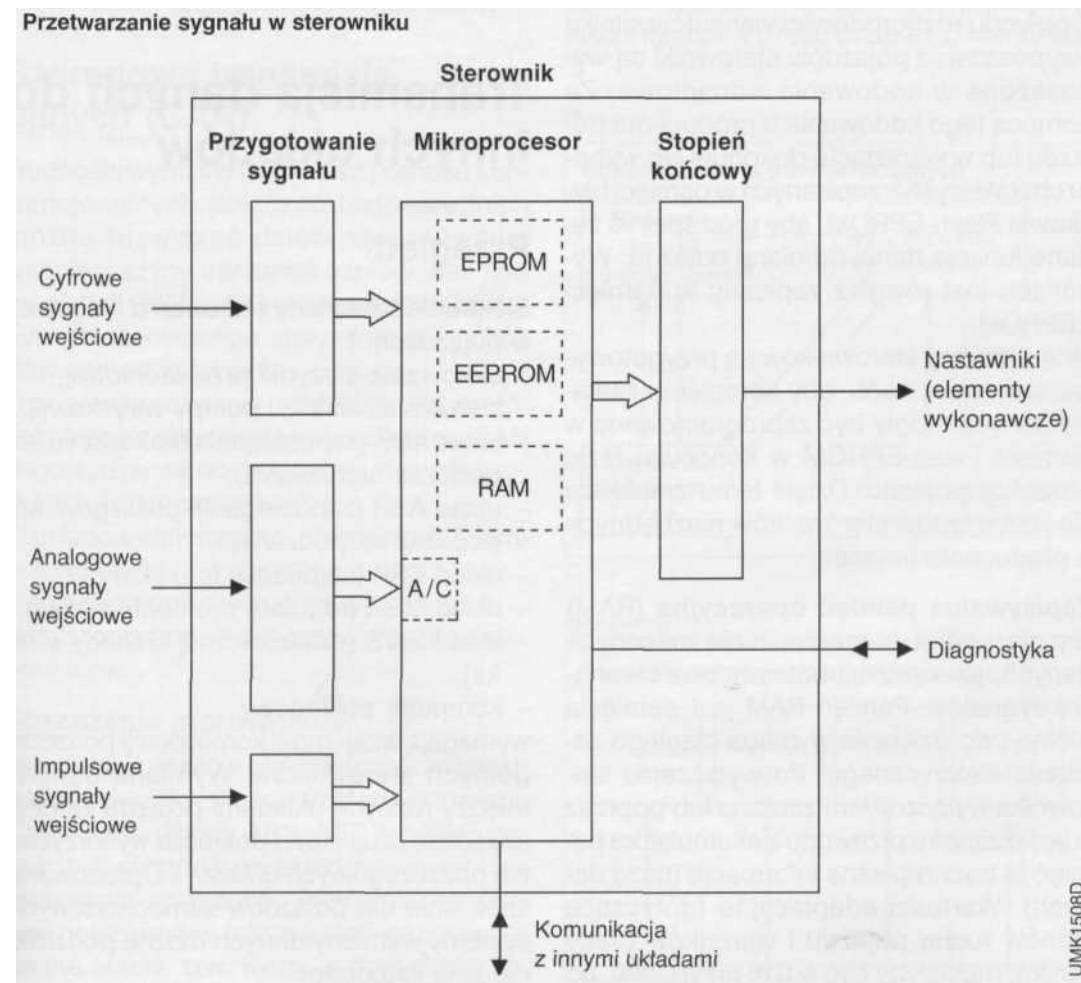 Przetwarzanie sygnału w sterowniku
Sterownik
Przygotowanie
sygnału
Mikroprocesor
Stopień
końcowy
Cyfrowe
sygnały
wejściowe
EPROM
EEPROM
RAM
Nastawniki
(elementy
wykonawcze)
Analogowe
sygnały
wejściowe
A/C
Diagnostyka
Impulsowe
sygnały
wejściowe
Komunikacja
z innymi układami
UMK1508D